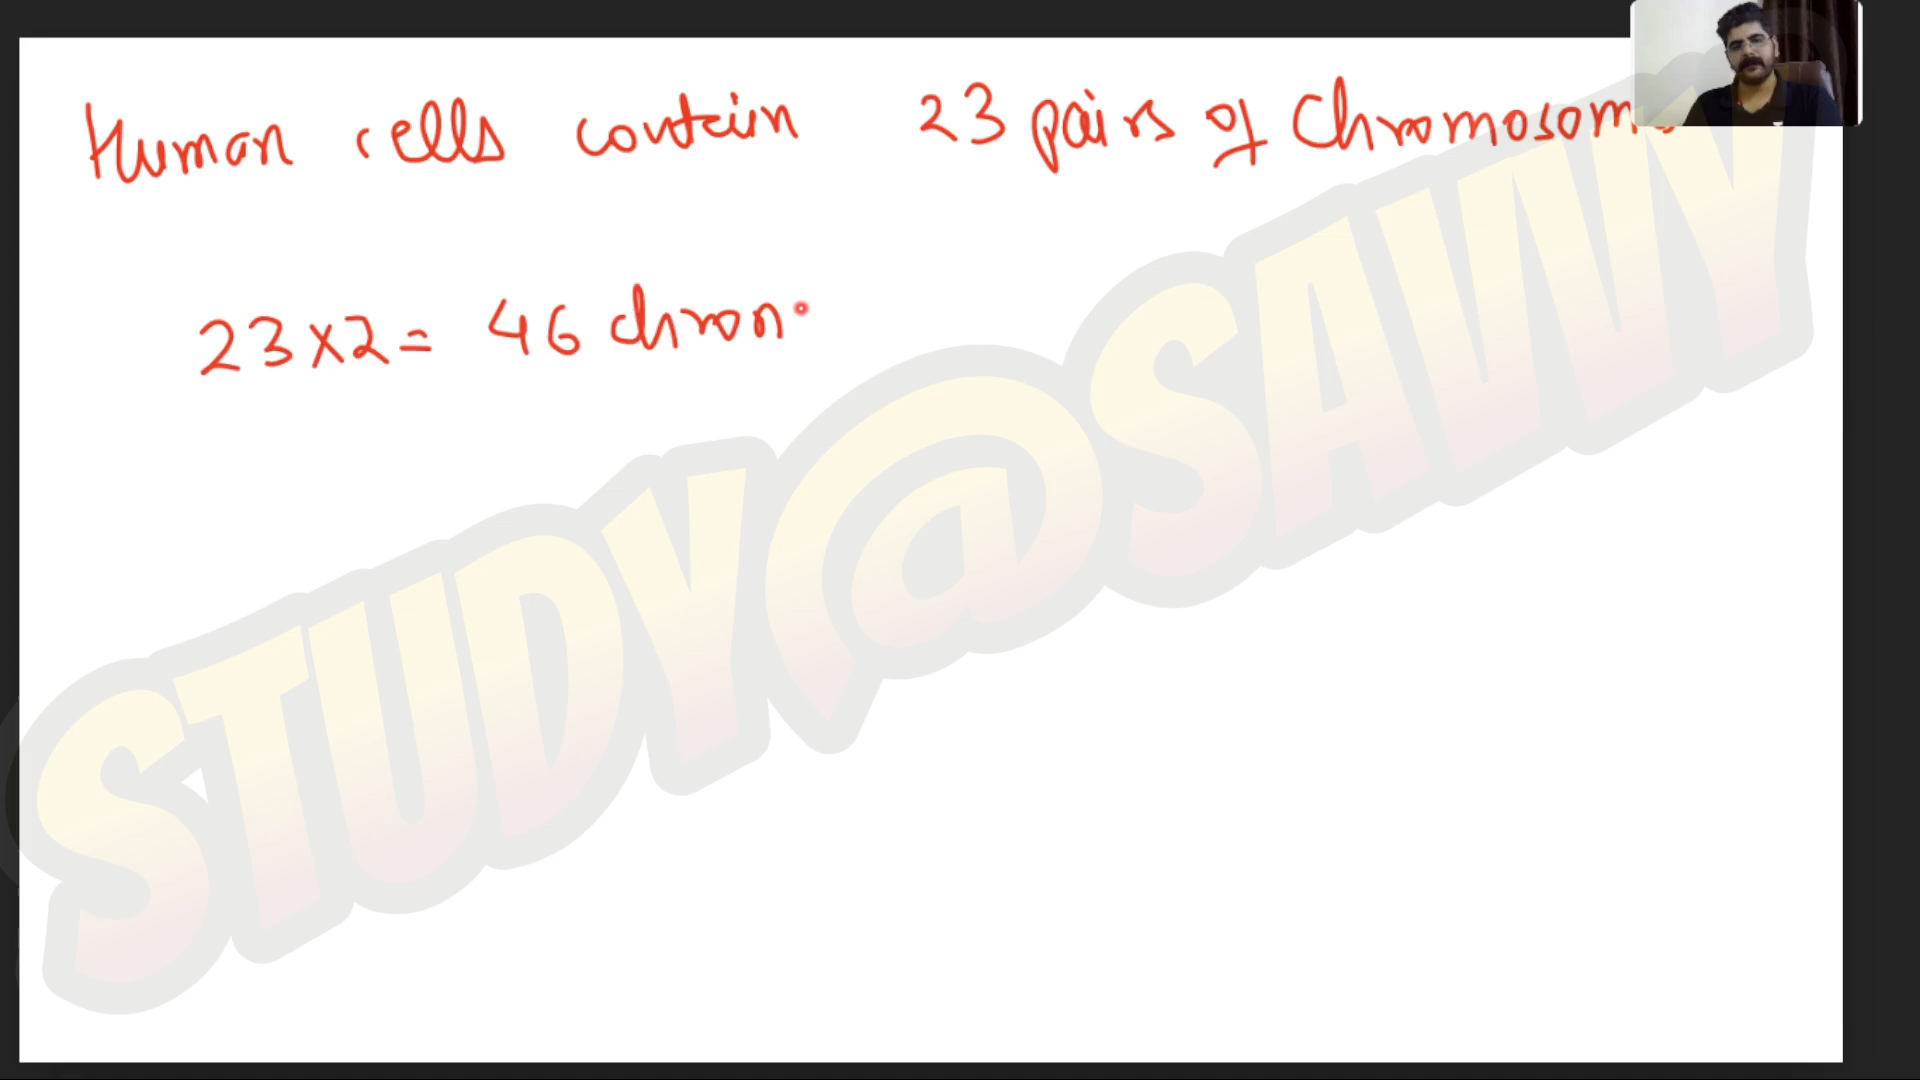 Human cells contain 23 pairs of Chromosom
23x2= 46 chrom
STUDY@SAVVY